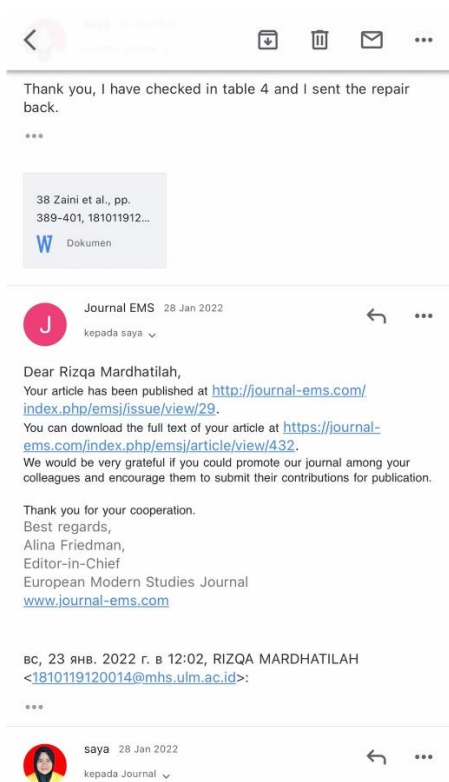 Thank you, I have checked in table 4 and I sent the repair
back.
38 Zaini et al., pp.
389-401, 181011912...
W Dokumen
J
Journal EMS 28 Jan 2022
kepada saya
Dear Rizqa Mardhatilah,
Your article has been published at http://journal-ems.com/
index.php/emsj/issue/view/29.
You can download the full text of your article at https://journal-
ems.com/index.php/emsj/article/view/432.
We would be very grateful if you could promote our journal among your
colleagues and encourage them to submit their contributions for publication.
Thank you for your cooperation.
Best regards,
Alina Friedman,
Editor-in-Chief
European Modern Studies Journal
www.journal-ems.com
вс, 23 янв. 2022 г. в 12:02, RIZQA MARDHATILAH
<1810119120014@mhs.ulm.ac.id>:
saya 28 Jan 2022
kepada Journal